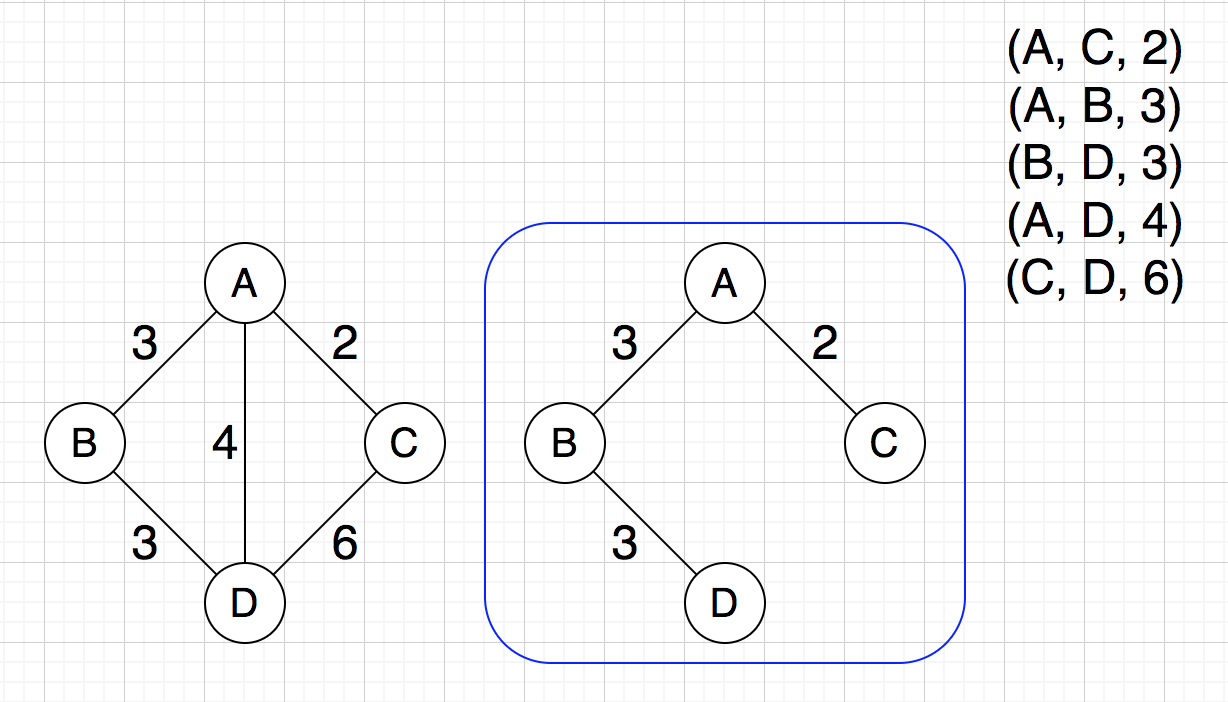 (A, C, 2)
(A, B, 3)
(B, D, 3)
(A, D, 4)
(C, D, 6)
A
3 2
B 4 C
3 6
D
A
3 2
B C
3
D